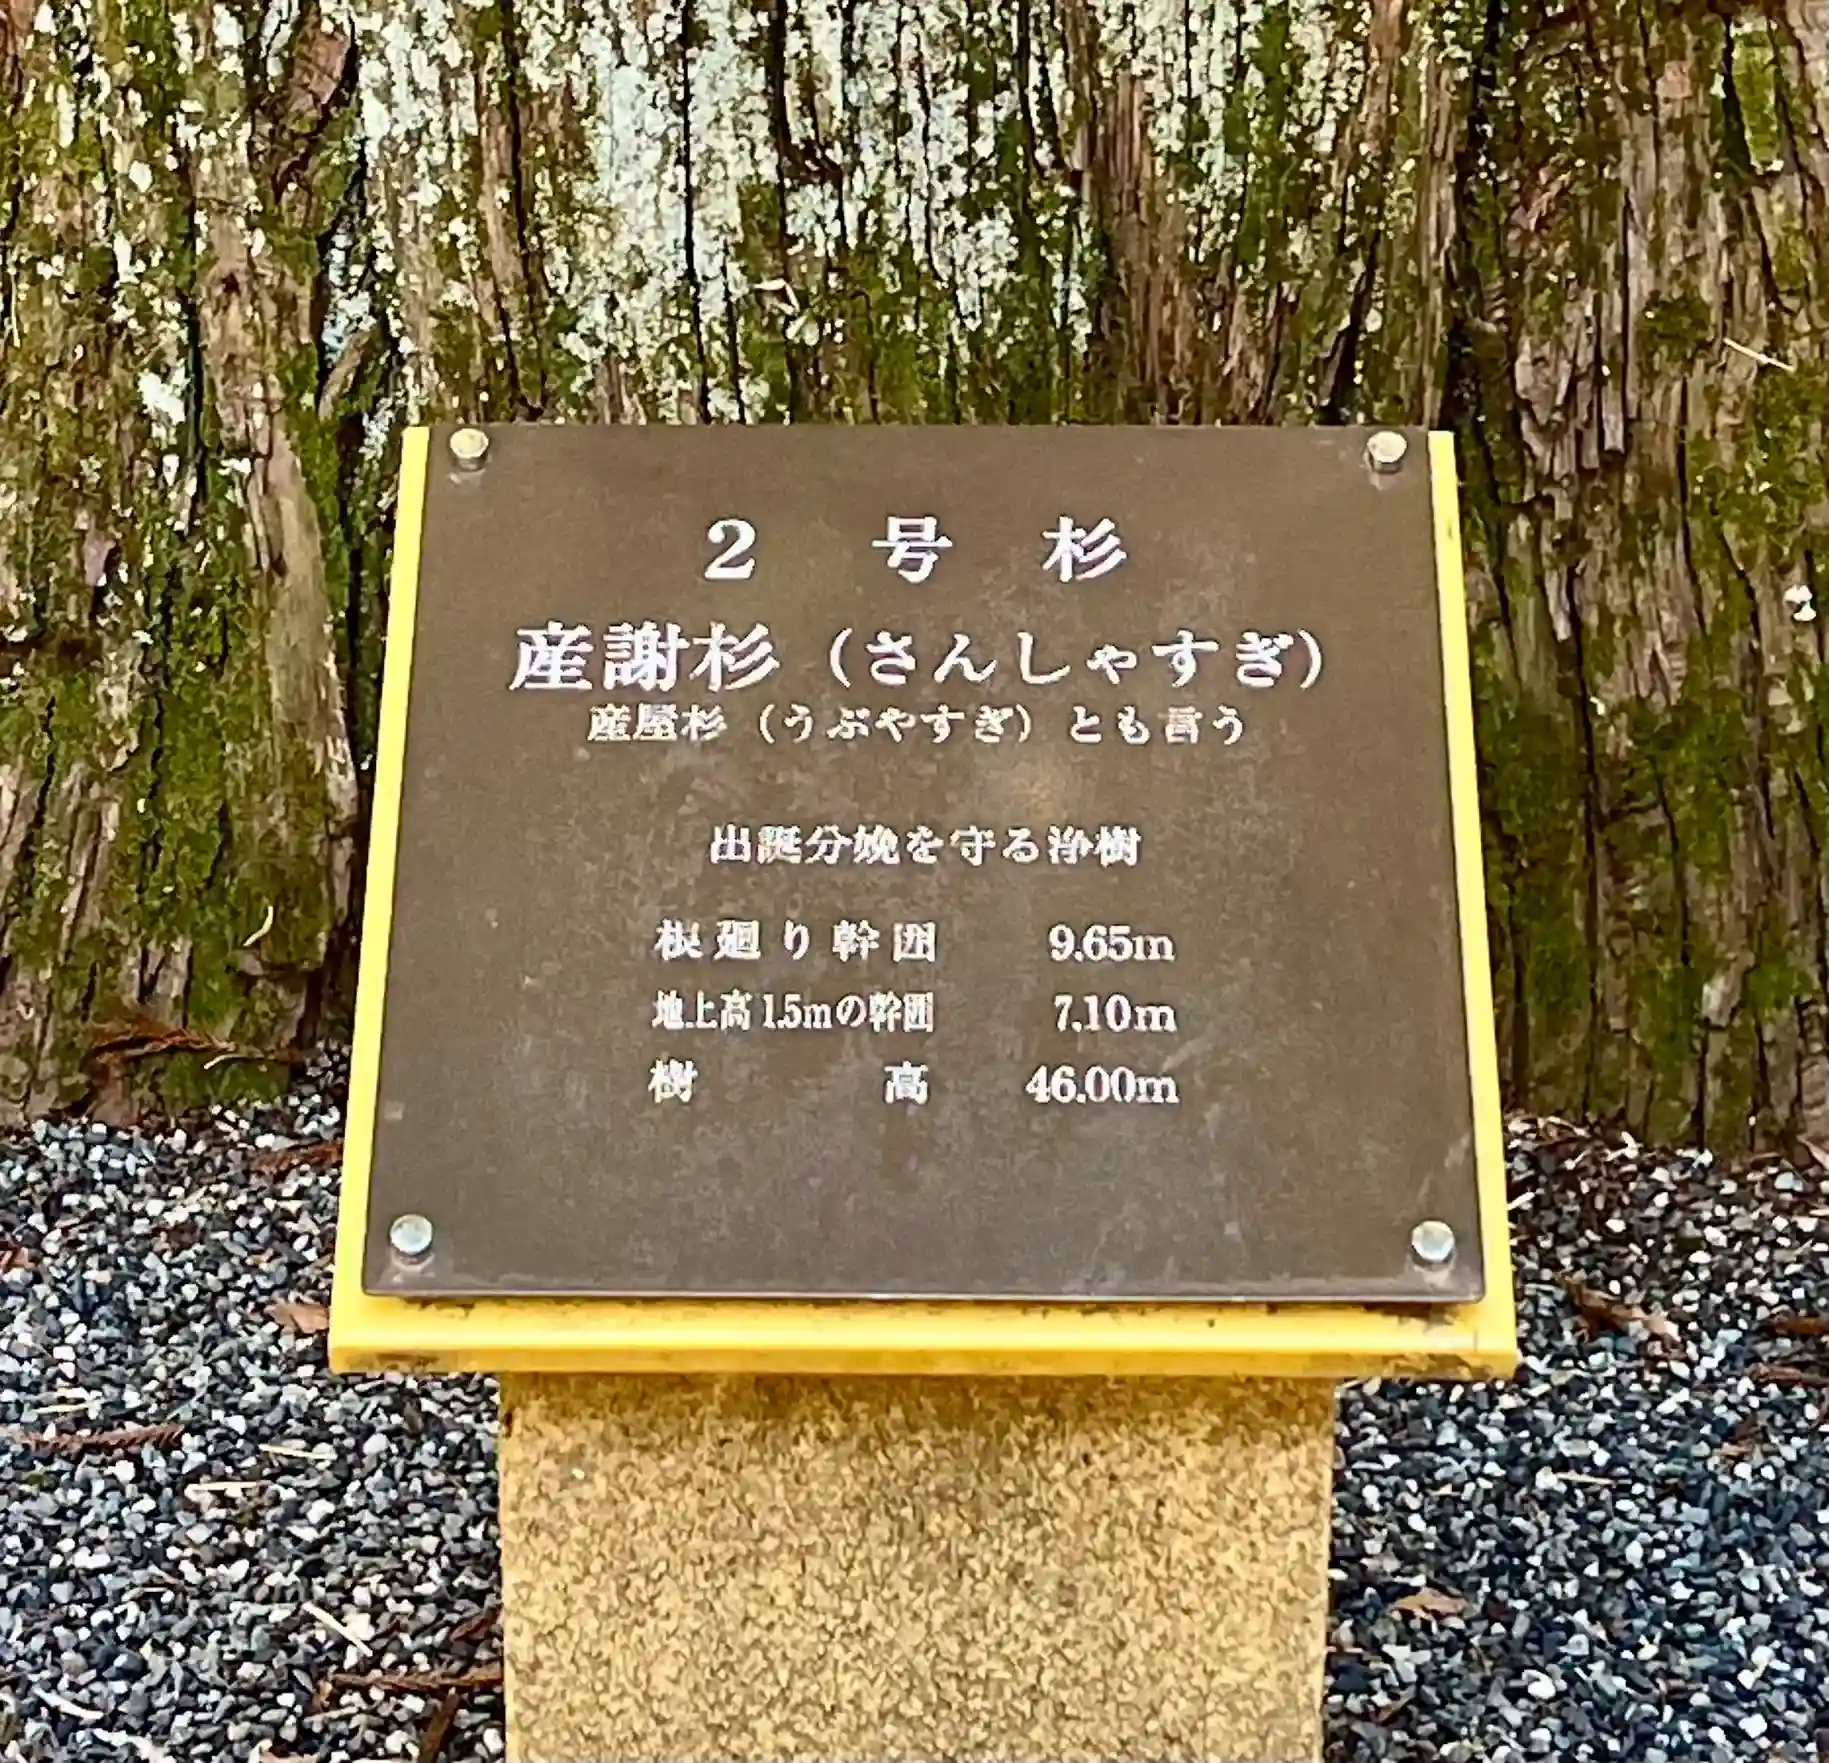 2 号 杉
産謝杉（さんしゃすぎ）
産屋杉（うぶやすぎ）とも言う
出誕分娩を守る浄樹
根廻り幹囲 9.65m
地上高1.5mの幹囲 7.10m
樹 高 46.00m